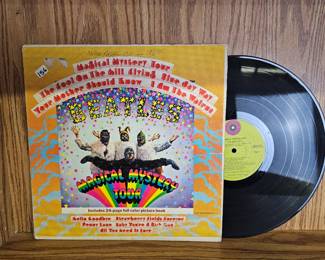 Magical Mystery Tour
The Fool On The Hill Flying Blue Jay Way
Your Mother Should Know I Am The Walrus
BEATLES
MAGICAL MYSTERY
TOUR
Includes 24-page full color picture book
Hello Goodbye Strawberry Fields Forever
Penny Lane Baby You're A Rich Man
All You Need Is Love